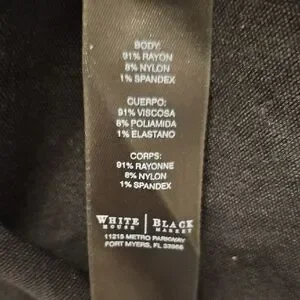 BODY:
91% RAYON
8% NYLON
1% SPANDEX
CUERPO:
91% VISCOSA
8% POLIAMIDA
1% ELASTANO
CORPS:
91% RAYONNE
8% NYLON
1% SPANDEX
WHITE HOUSE | BLACK MARKET
11215 METRO PARKWAY
FORT MYERS, FL 33966